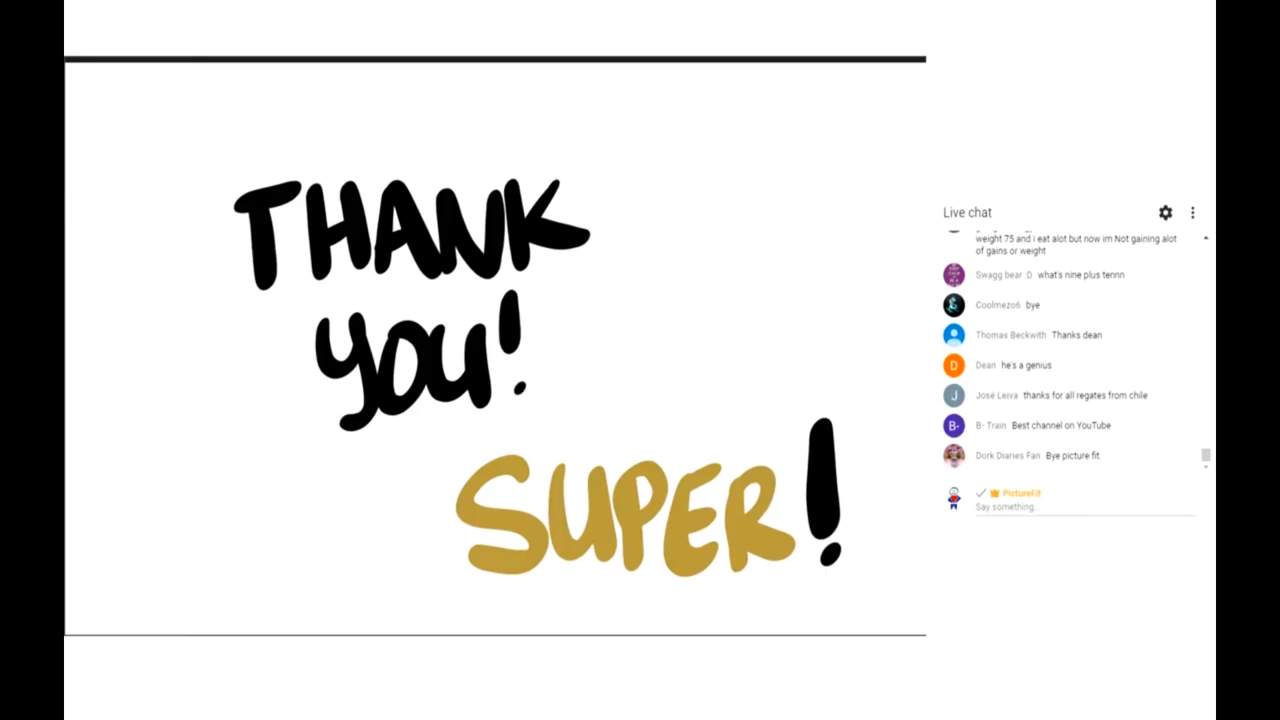 THANK
YOU!
SUPER!
Live chat
weight 75 and i eat alot but now im Not gaining alot
of gains or weight
Swagg bear :D what's nine plus tennn
Coolmezo6 bye
Thomas Beckwith Thanks dean
D Dean he's a genius
J José Leiva thanks for all regates from chile
B- B- Train Best channel on YouTube
Dork Diaries Fan Bye picture fit.
PictureFit
Say something...